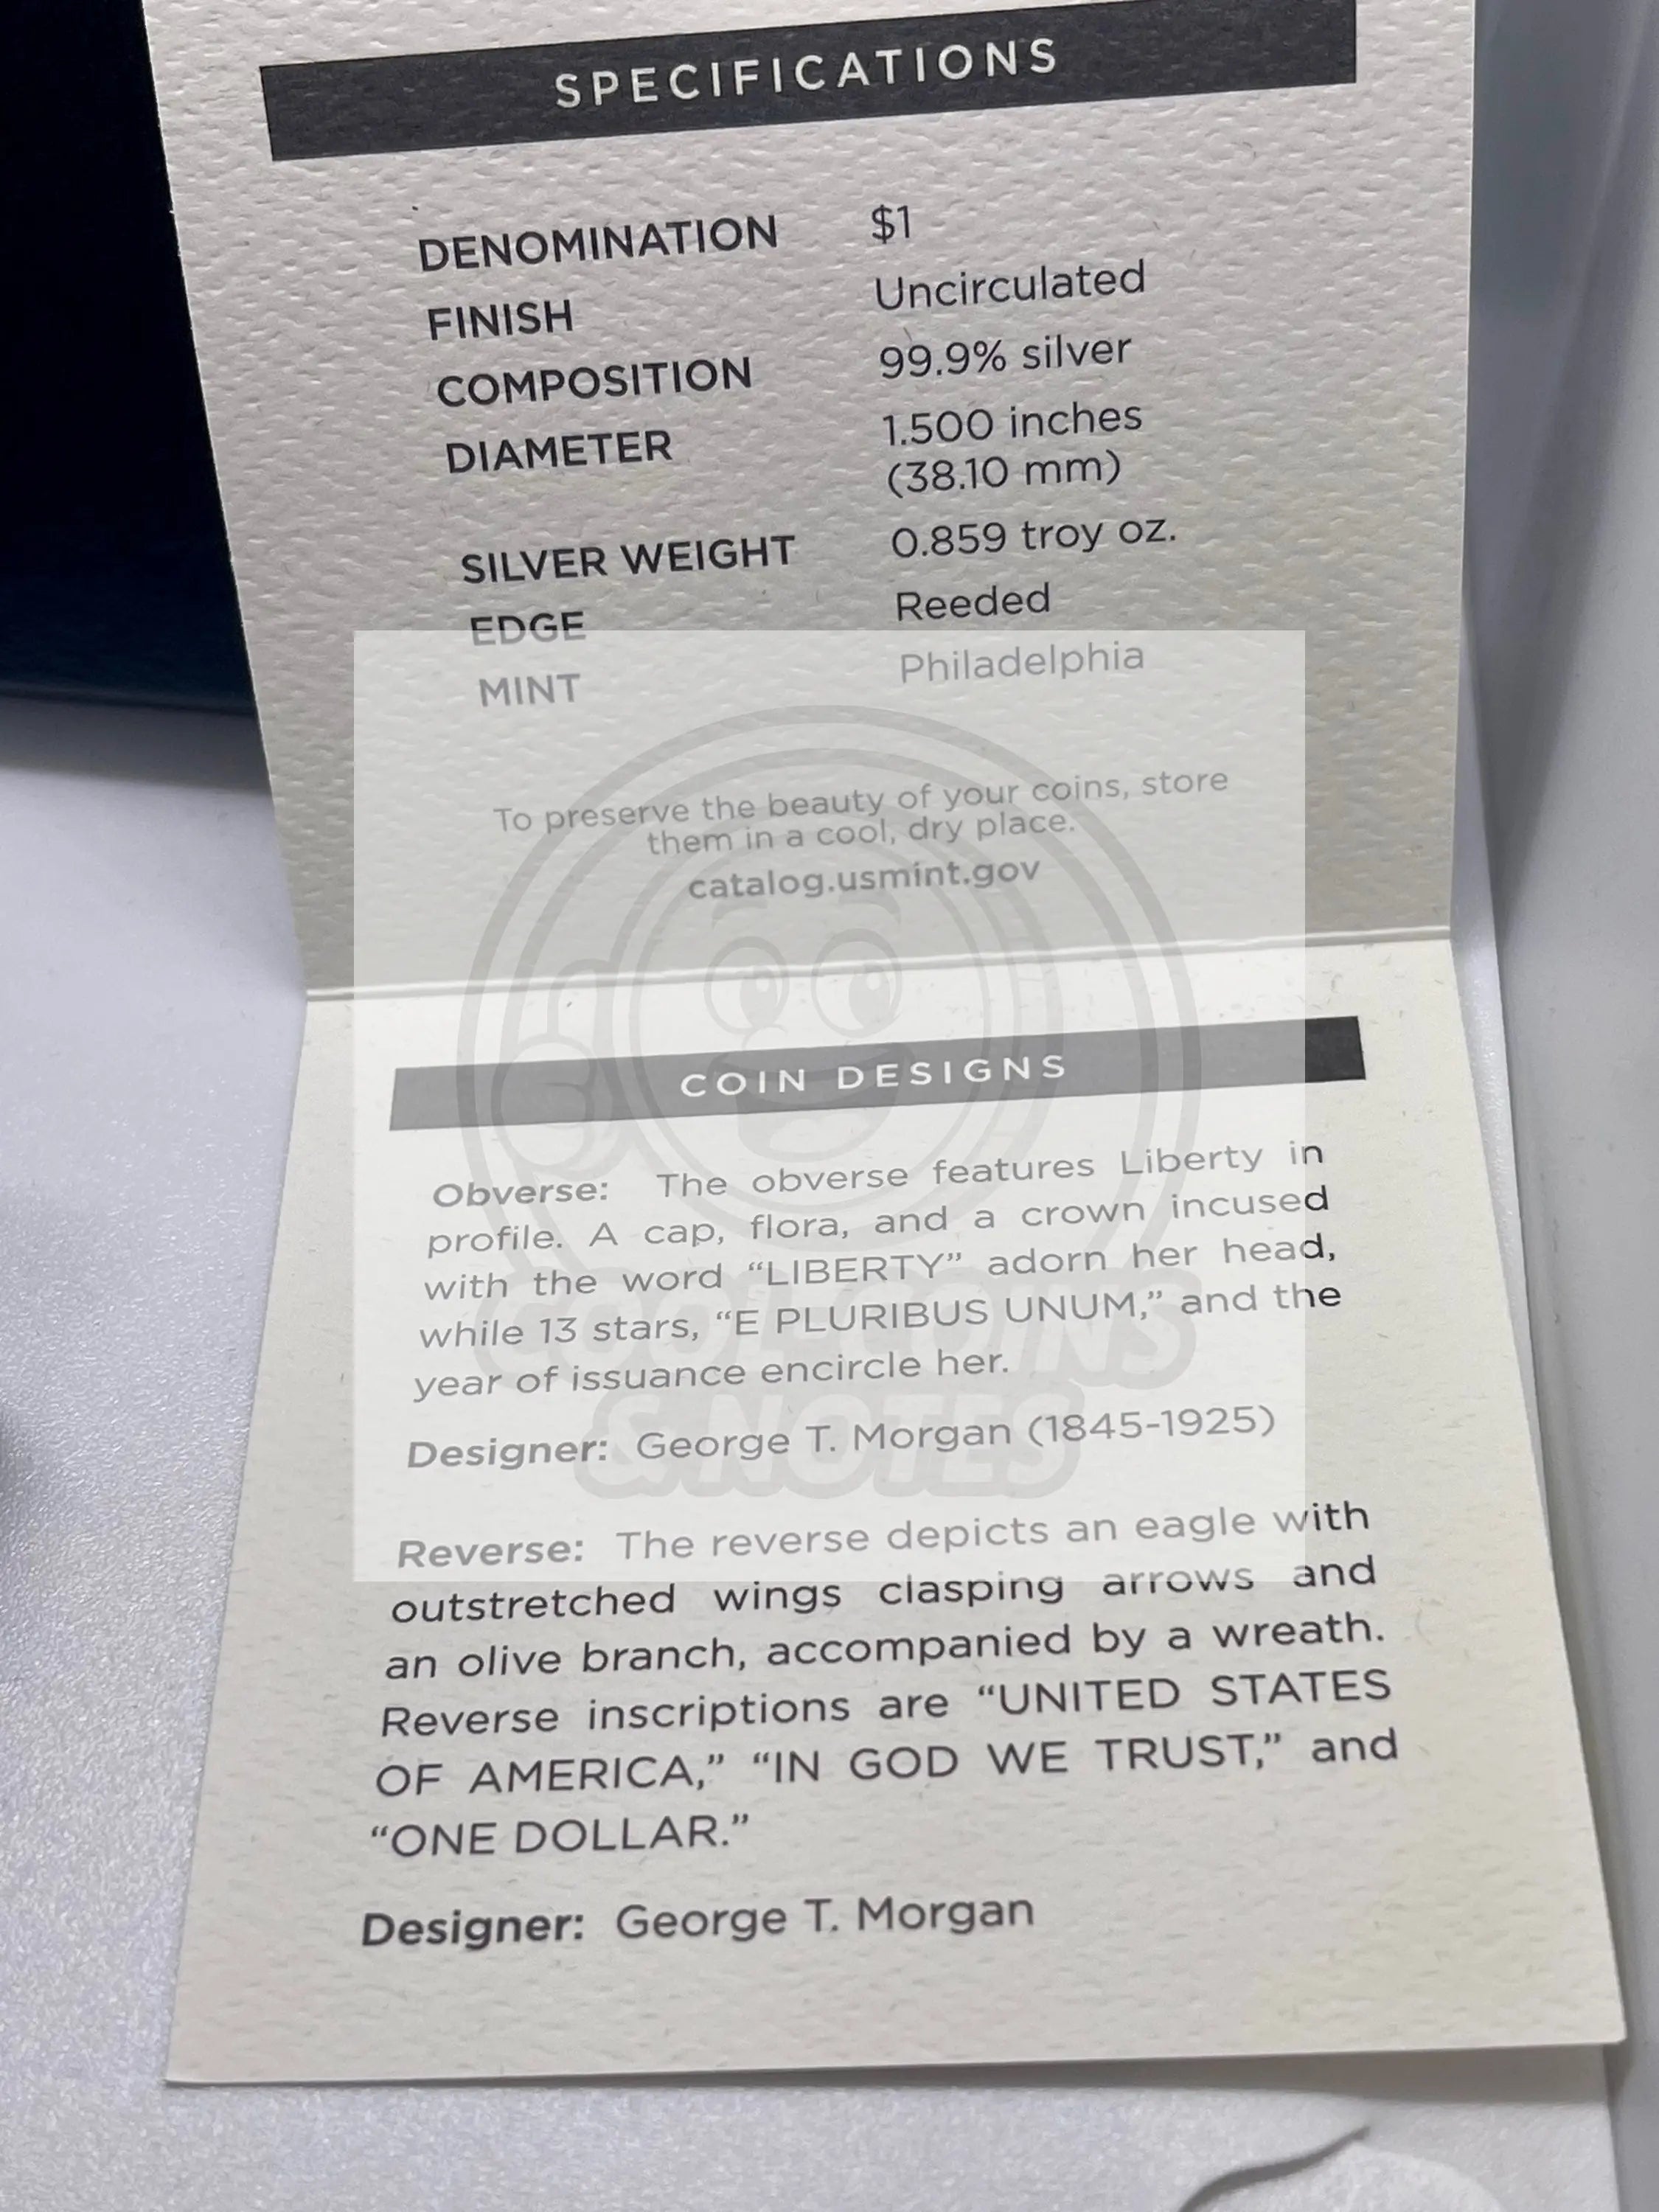 SPECIFICATIONS
DENOMINATION $1
FINISH Uncirculated
COMPOSITION 99.9% silver
DIAMETER 1.500 inches
(38.10 mm)
SILVER WEIGHT 0.859 troy oz.
EDGE Reeded
MINT Philadelphia
To preserve the beauty of your coins, store
them in a cool, dry place.
catalog.usmint.gov
COIN DESIGNS
Obverse: The obverse features Liberty in
profile. A cap, flora, and a crown incused
with the word “LIBERTY” adorn her head,
while 13 stars, “E PLURIBUS UNUM,” and the
year of issuance encircle her.
Designer: George T. Morgan (1845-1925)
Reverse: The reverse depicts an eagle with
outstretched wings clasping arrows and
an olive branch, accompanied by a wreath.
Reverse inscriptions are “UNITED STATES
OF AMERICA,” “IN GOD WE TRUST,” and
“ONE DOLLAR.”
Designer: George T. Morgan
COOL COINS
& NOTES